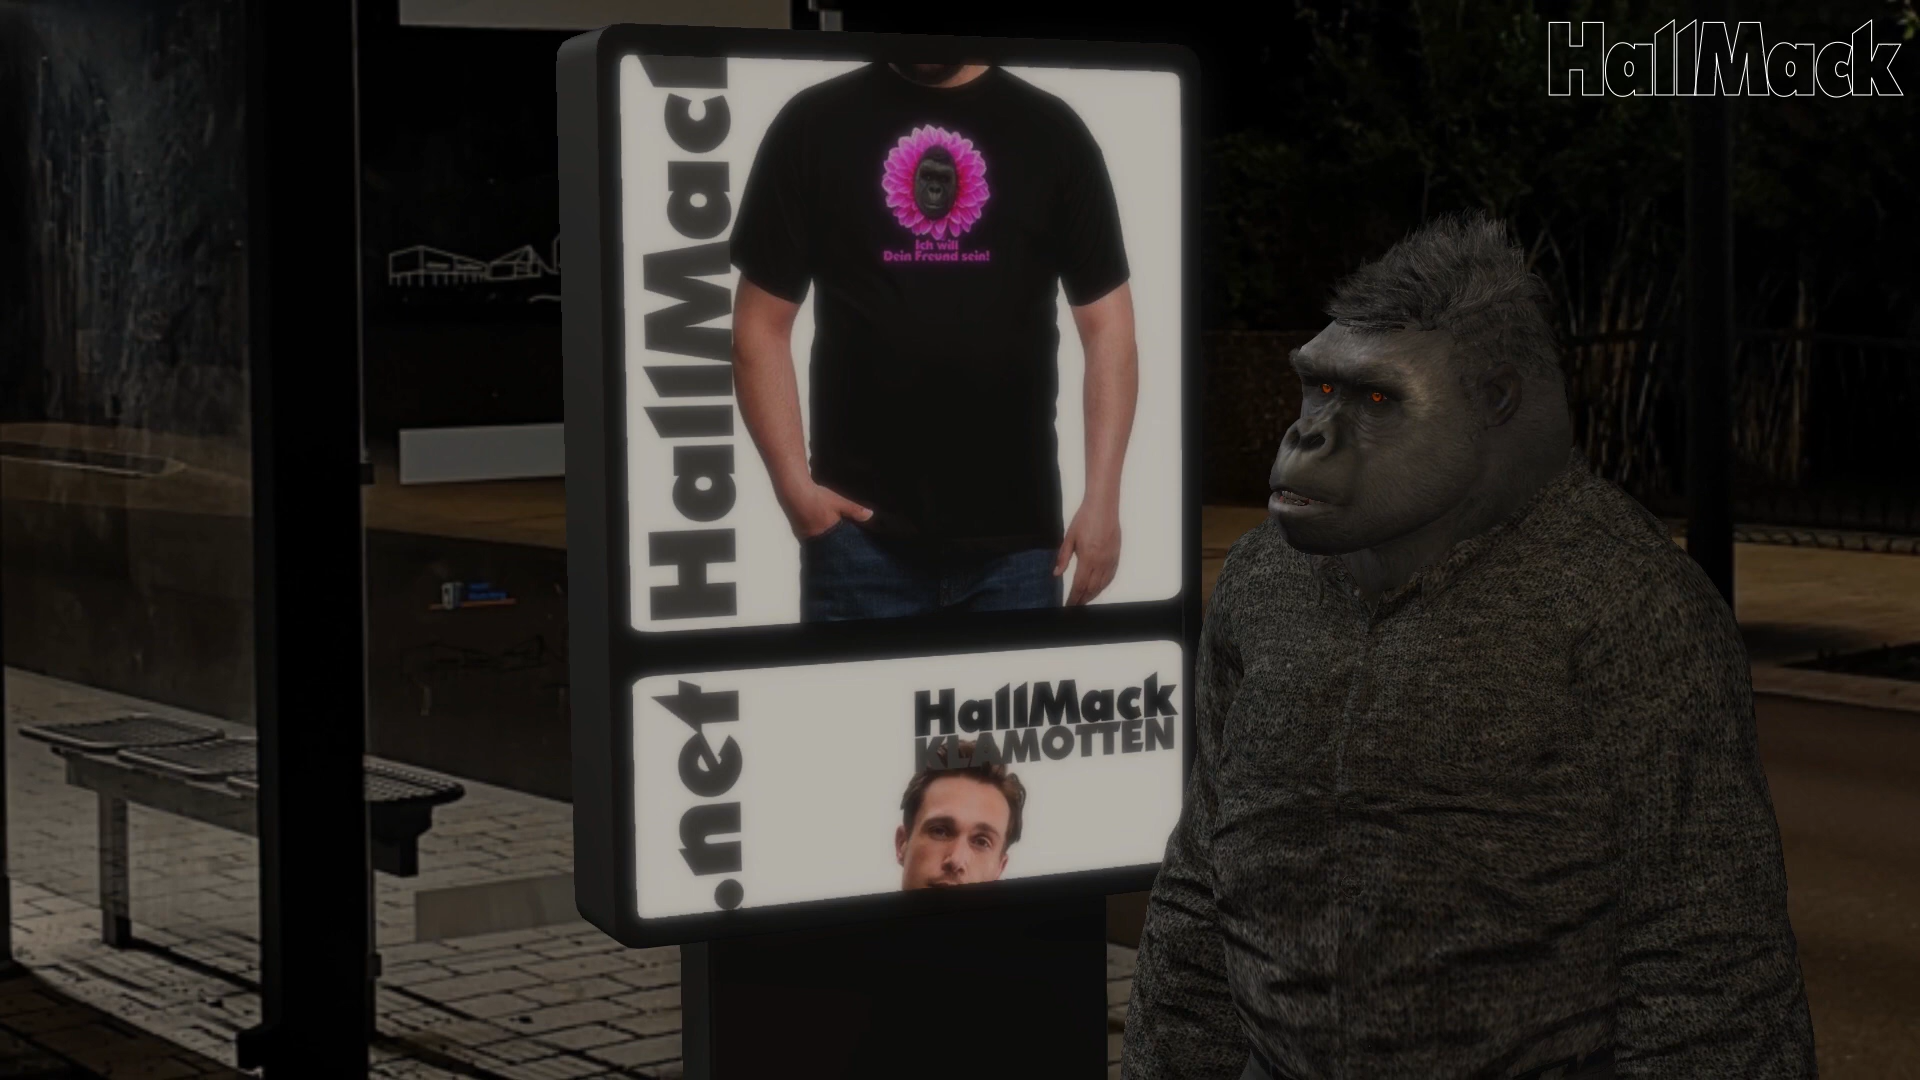 HallMack
HallMack
Ich will
Dein Freund sein!
.net
HallMack
KLAMOTTEN